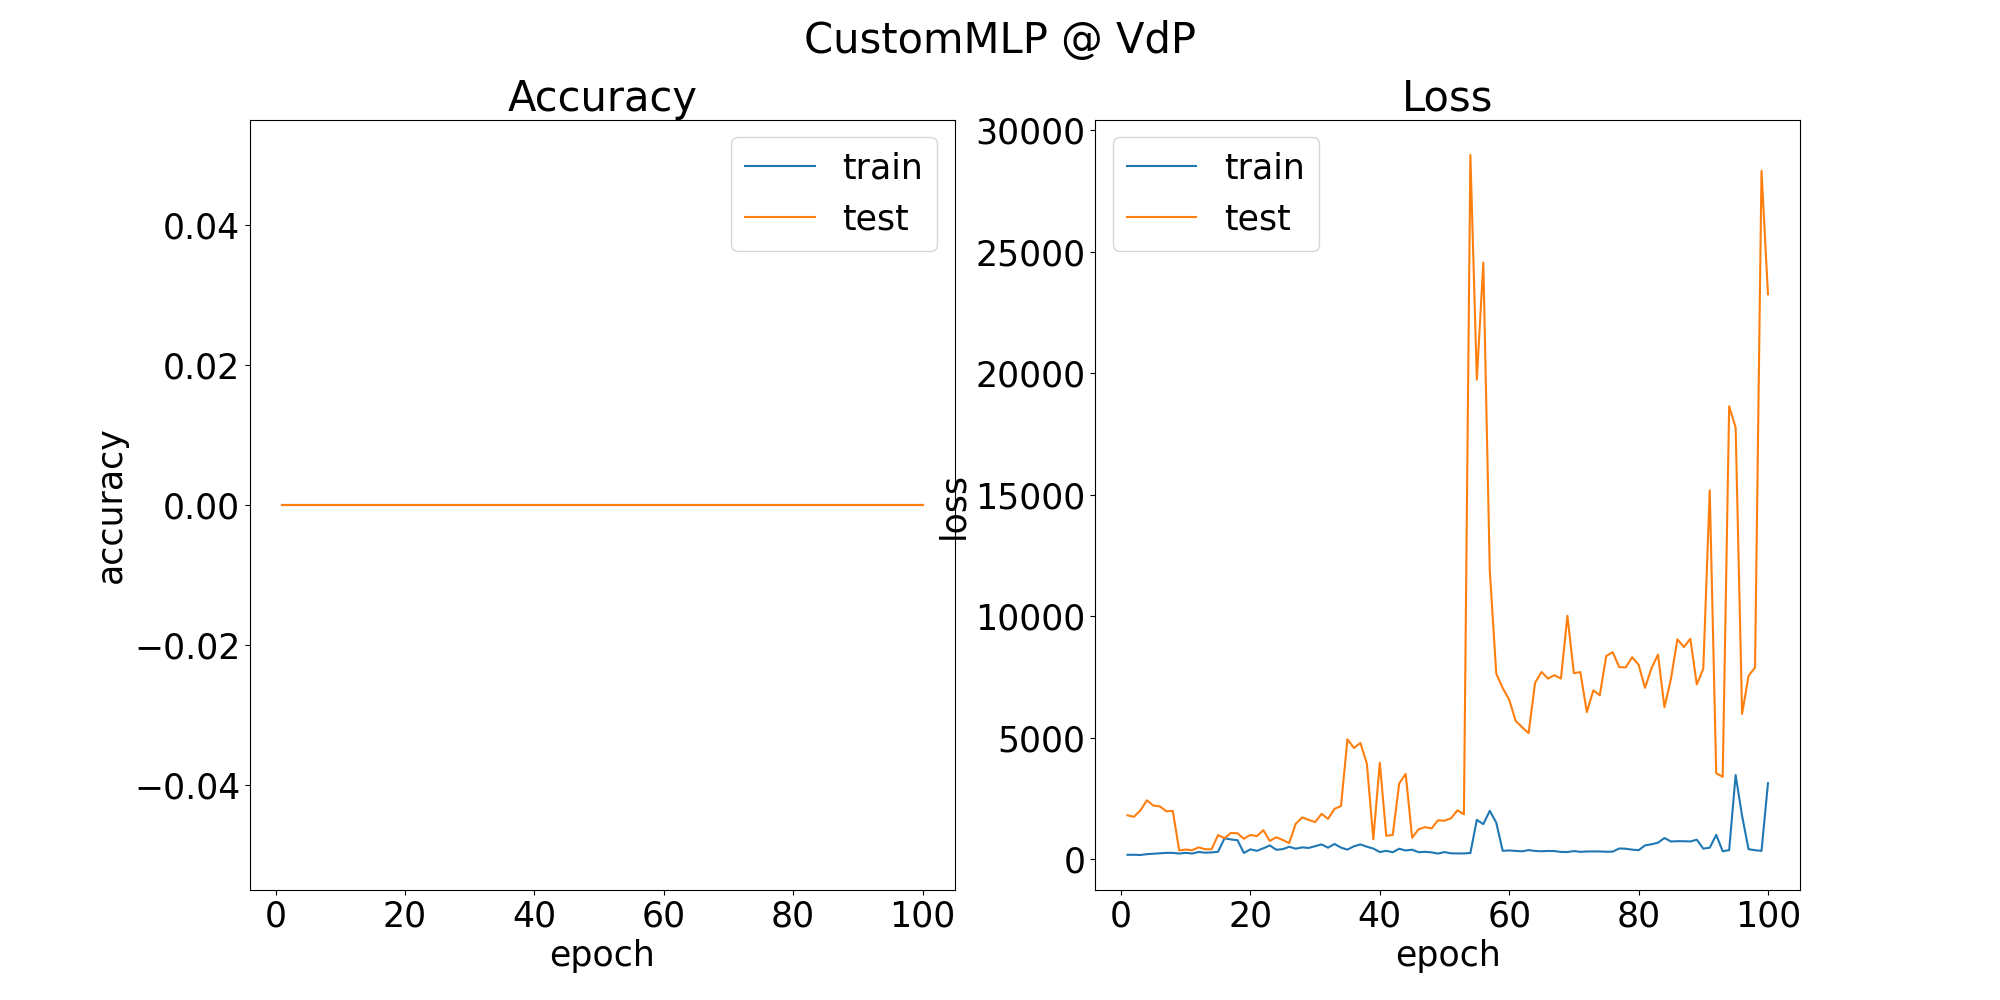 CustomMLP @ VdP
Accuracy
accuracy
0.04
0.02
0.00
−0.02
−0.04
0 20 40 60 80 100
epoch
train
test
Loss
loss
30000
25000
20000
15000
10000
5000
0
0 20 40 60 80 100
epoch
train
test